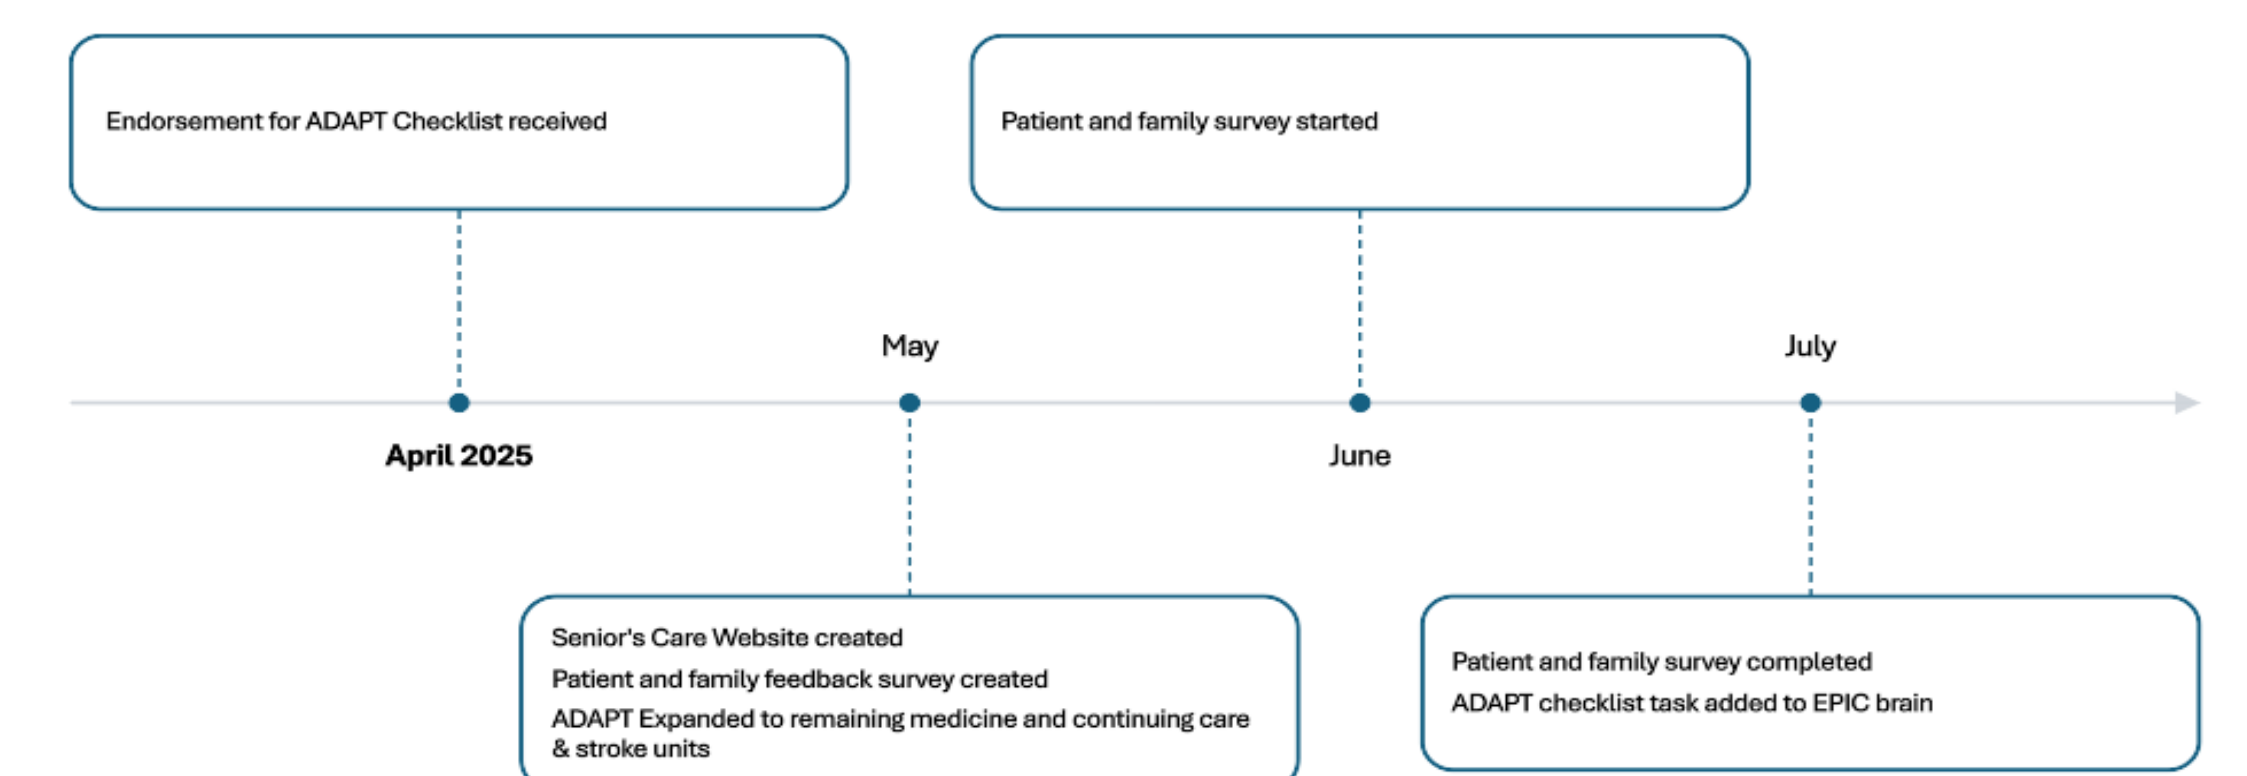 Endorsement for ADAPT Checklist received
Patient and family survey started
May
July
April 2025
June
Senior's Care Website created
Patient and family feedback survey created
ADAPT Expanded to remaining medicine and continuing care
& stroke units
Patient and family survey completed
ADAPT checklist task added to EPIC brain